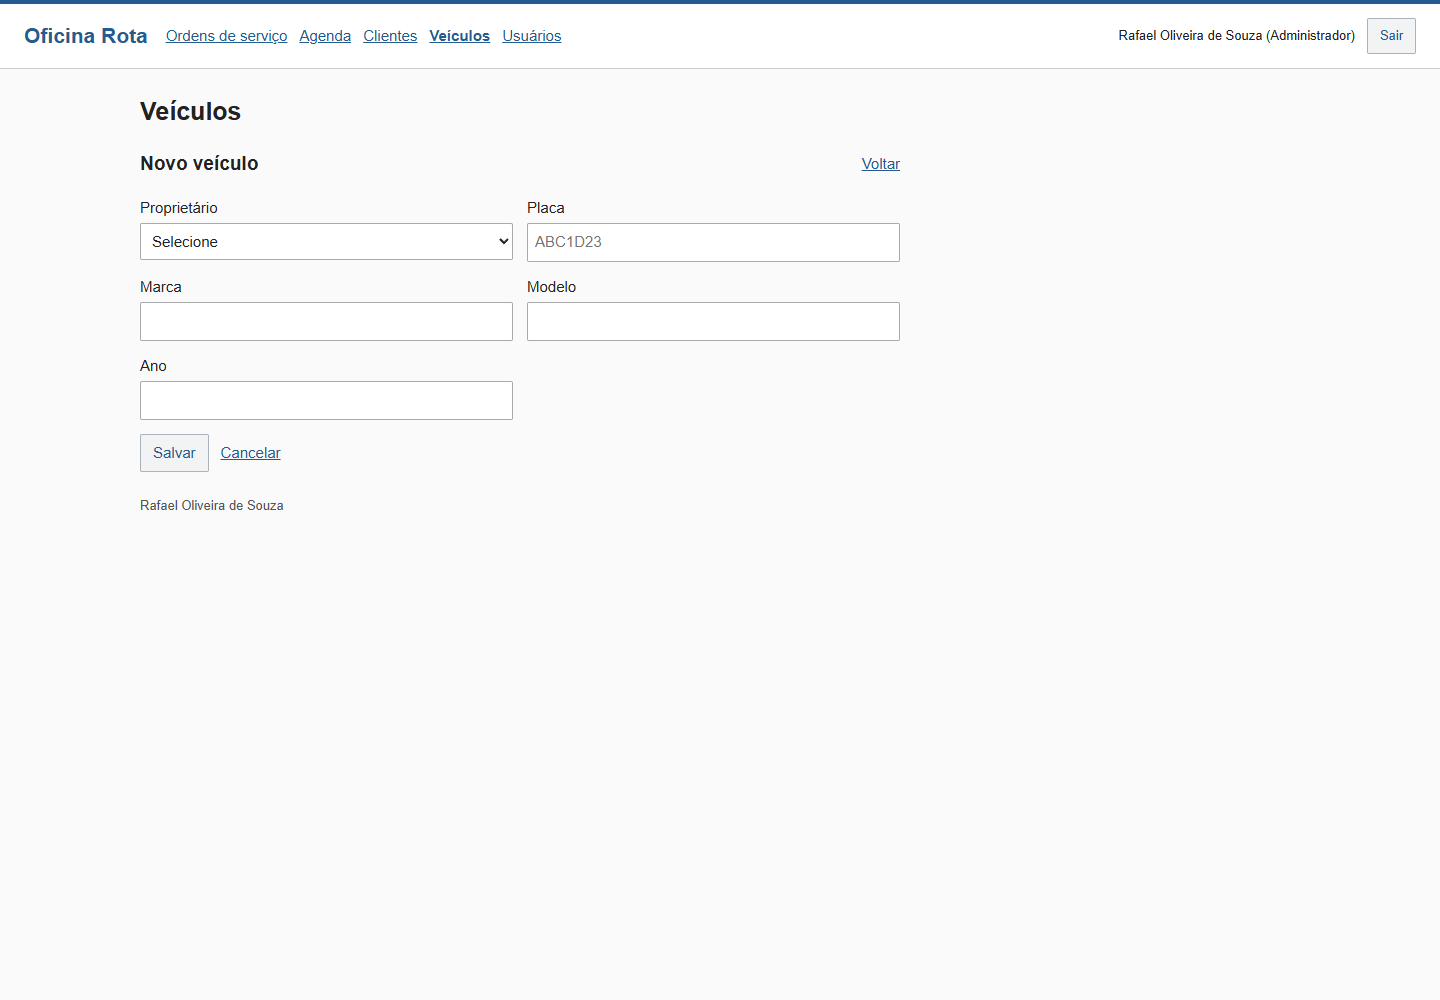 Oficina Rota Ordens de serviço Agenda Clientes Veículos Usuários Rafael Oliveira de Souza (Administrador) Sair
Veículos
Novo veículo Voltar
Proprietário Placa
Selecione ABC1D23
Marca Modelo
Ano
Salvar Cancelar
Rafael Oliveira de Souza